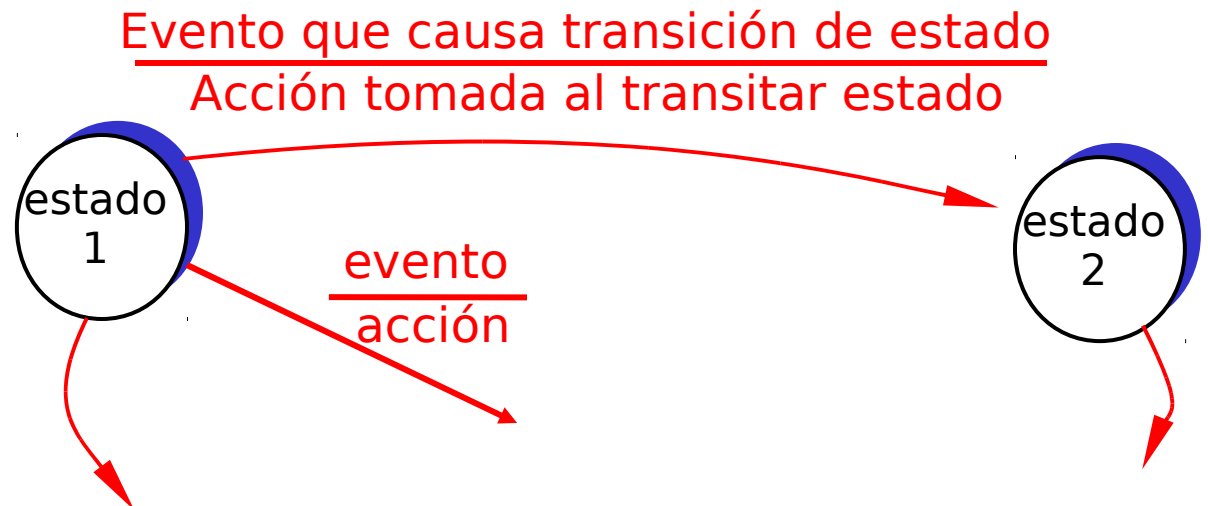 Evento que causa transición de estado
Acción tomada al transitar estado
estado
1
evento
acción
estado
2